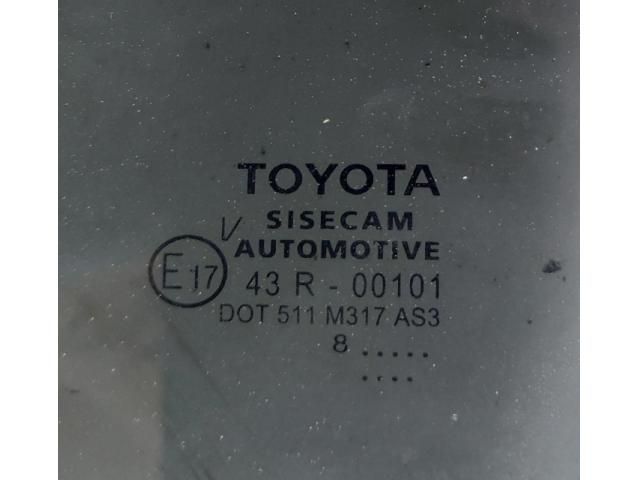 TOYOTA
SISECAM
V
AUTOMOTIVE
E17 43 R - 00101
DOT 511 M317 AS3
8 .....
....